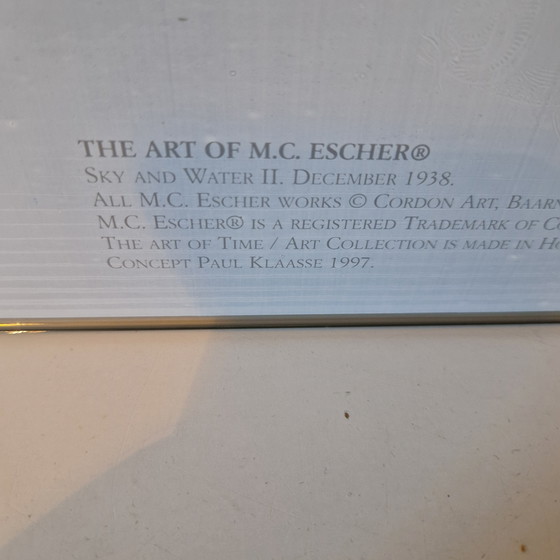 THE ART OF M.C. ESCHER®
SKY AND WATER II. DECEMBER 1938.
ALL M.C. ESCHER WORKS © CORDON ART, BAARN
M.C. ESCHER® IS A REGISTERED TRADEMARK OF
THE ART OF TIME / ART COLLECTION IS MADE IN
CONCEPT PAUL KLAASSE 1997.